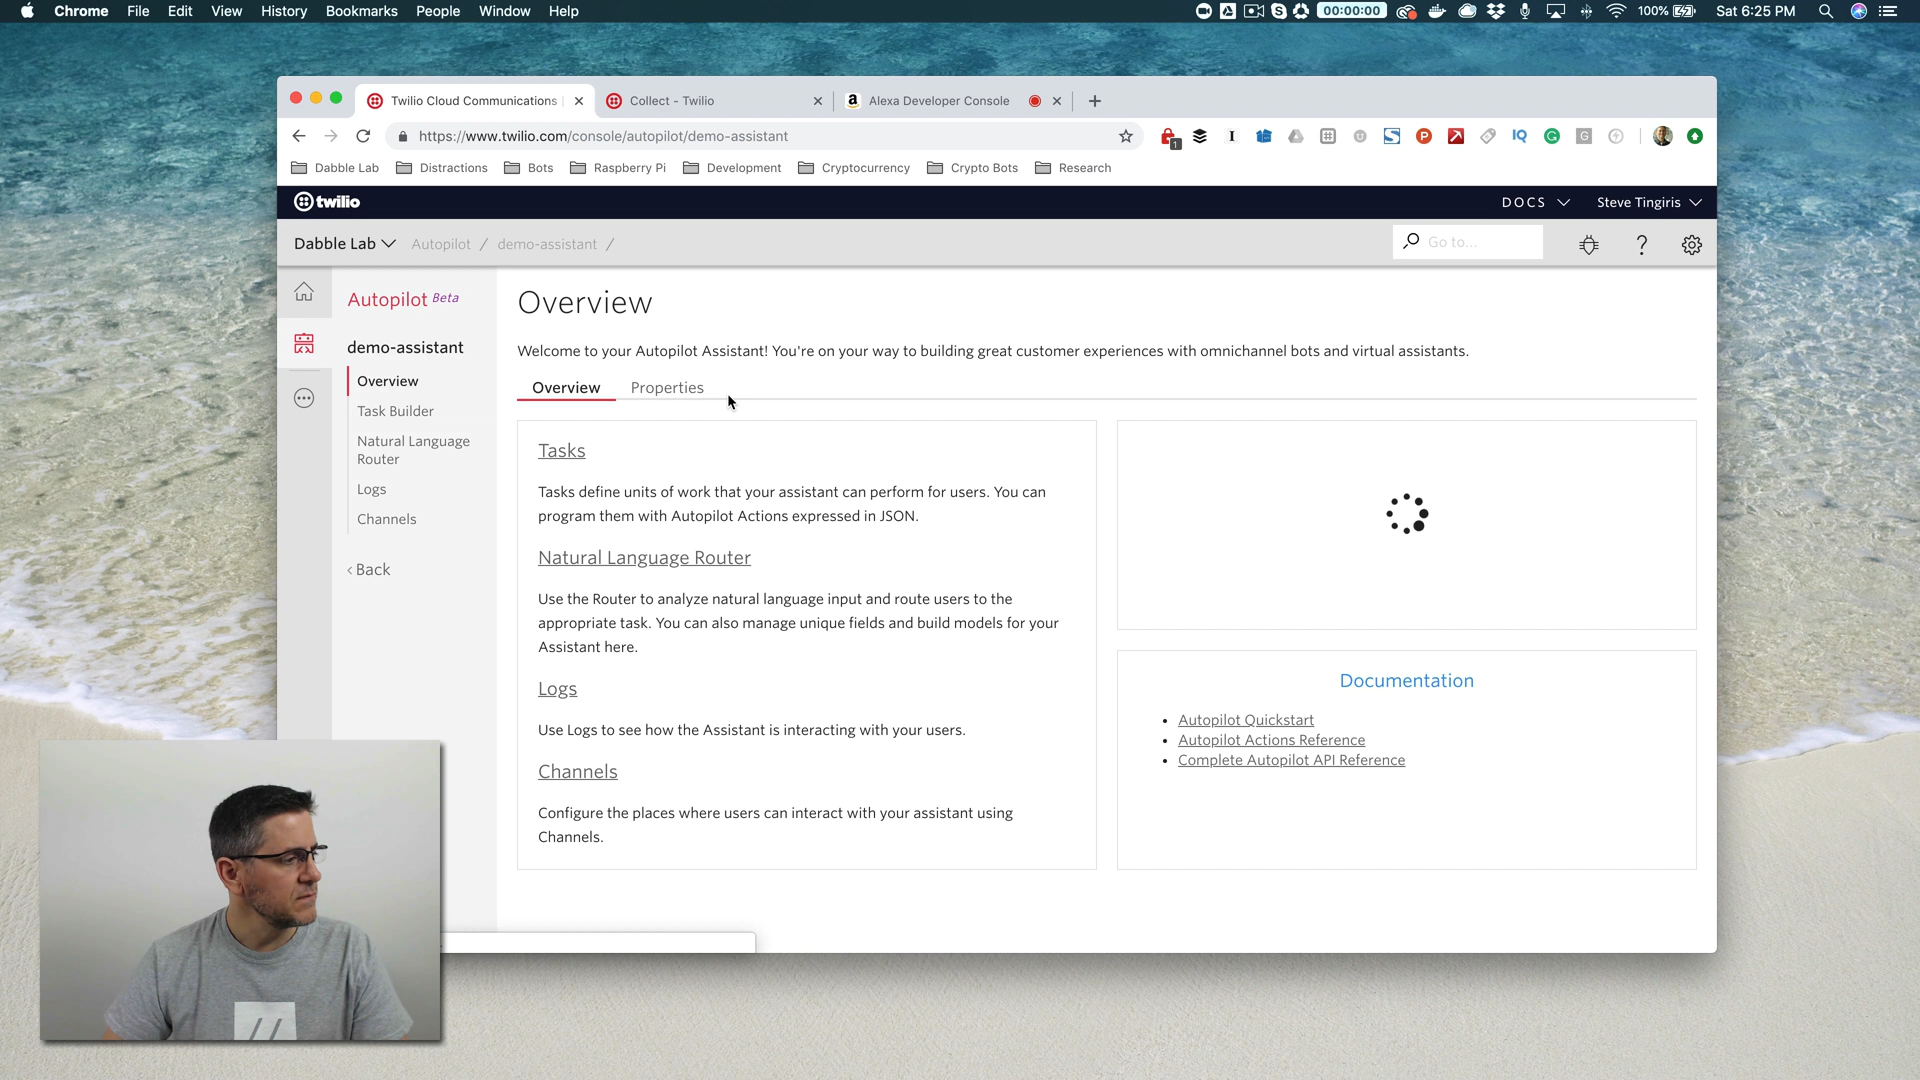 Chrome File Edit View History Bookmarks People Window Help
00:00:00 100% Sat 6:25 PM
Twilio Cloud Communications
Collect - Twilio
Alexa Developer Console
https://www.twilio.com/console/autopilot/demo-assistant
Dabble Lab Distractions Bots Raspberry Pi Development Cryptocurrency Crypto Bots Research
twilio
DOCS
Steve Tingiris
Dabble Lab Autopilot / demo-assistant /
Go to...
Autopilot Beta
demo-assistant
Overview
Task Builder
Natural Language
Router
Logs
Channels
< Back
Overview
Welcome to your Autopilot Assistant! You're on your way to building great customer experiences with omnichannel bots and virtual assistants.
Overview Properties
Tasks
Tasks define units of work that your assistant can perform for users. You can
program them with Autopilot Actions expressed in JSON.
Natural Language Router
Use the Router to analyze natural language input and route users to the
appropriate task. You can also manage unique fields and build models for your
Assistant here.
Logs
Use Logs to see how the Assistant is interacting with your users.
Channels
Configure the places where users can interact with your assistant using
Channels.
Documentation
• Autopilot Quickstart
• Autopilot Actions Reference
• Complete Autopilot API Reference
//